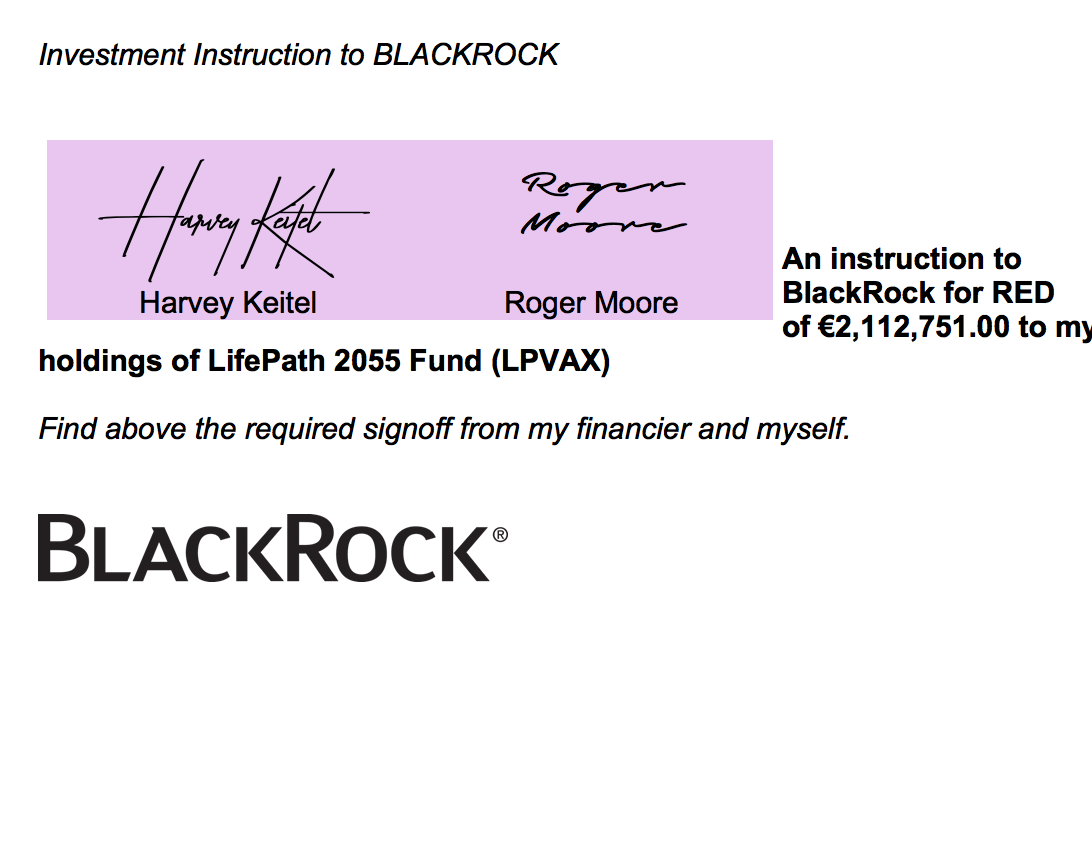 Investment Instruction to BLACKROCK
Harvey Keitel
Roger
Moore
Harvey Keitel
Roger Moore
An instruction to
BlackRock for RED
of €2,112,751.00 to my
holdings of LifePath 2055 Fund (LPVAX)
Find above the required signoff from my financier and myself.
BLACKROCK®